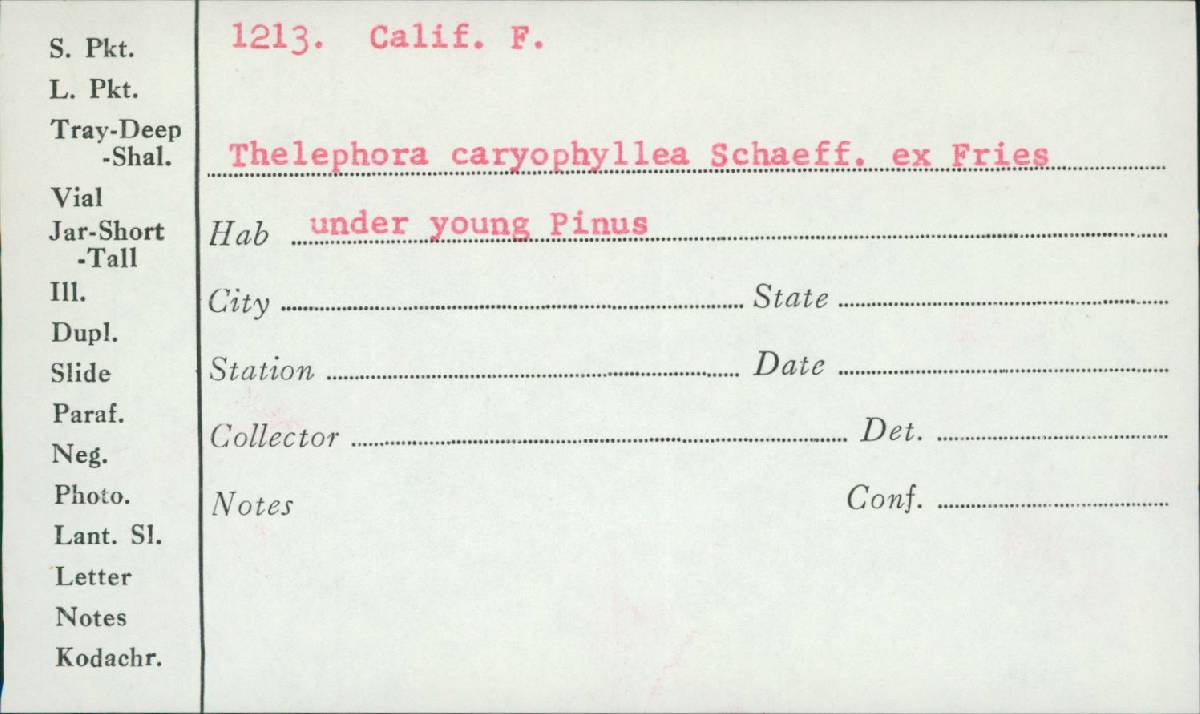 S. Pkt.
L. Pkt.
Tray-Deep
-Shal.
Vial
Jar-Short
-Tall
Ill.
Dupl.
Slide
Paraf.
Neg.
Photo.
Lant. Sl.
Letter
Notes
Kodachr.
1213. Calif. F.
Thelephora caryophyllea Schaeff. ex Fries
Hab under young Pinus
City State
Station Date
Collector Det.
Notes Conf.